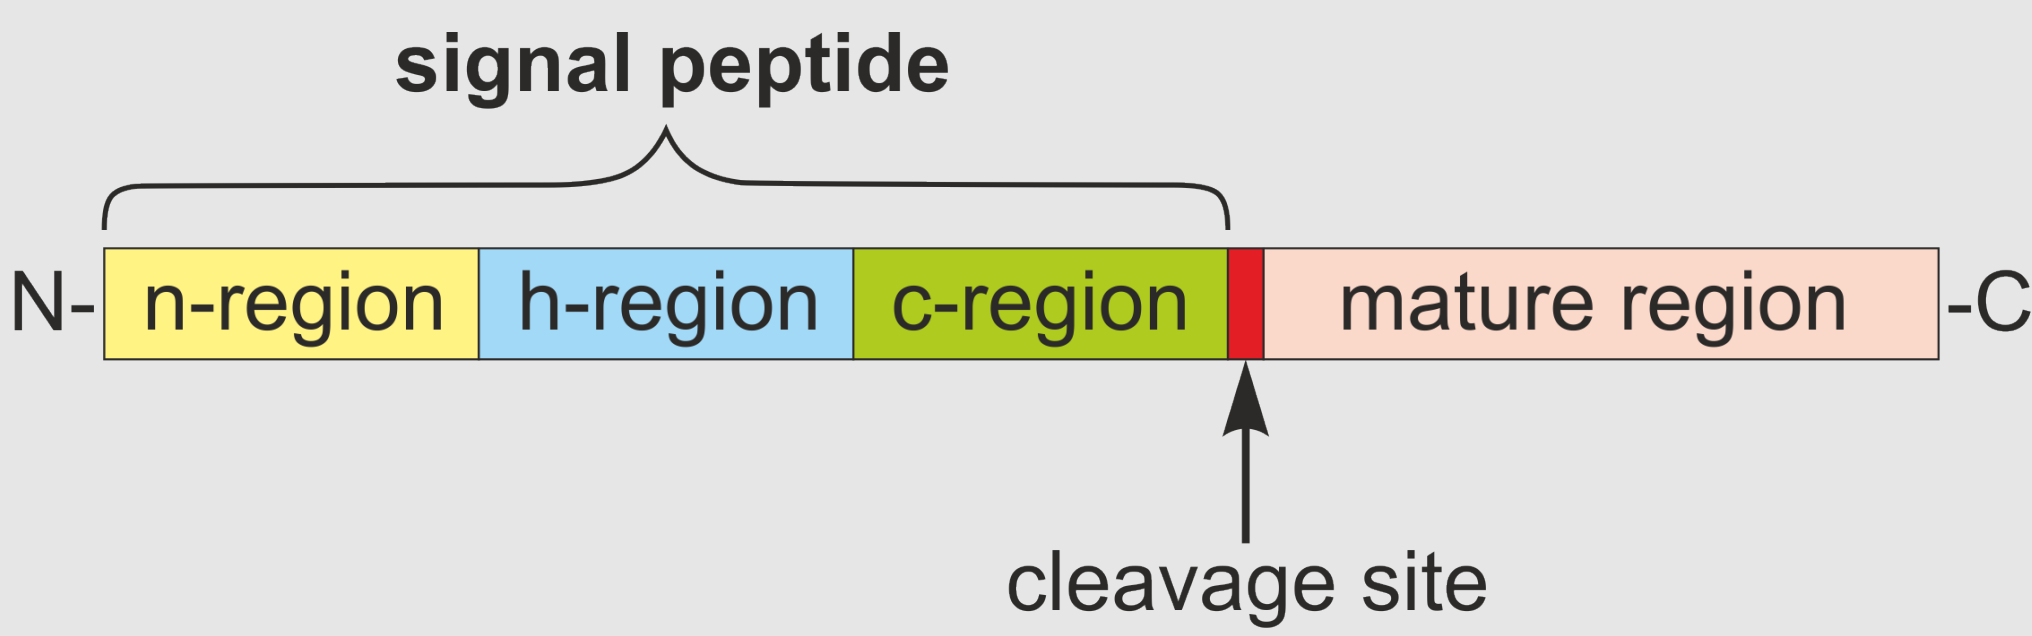 signal peptide
N- n-region h-region c-region mature region -C
cleavage site